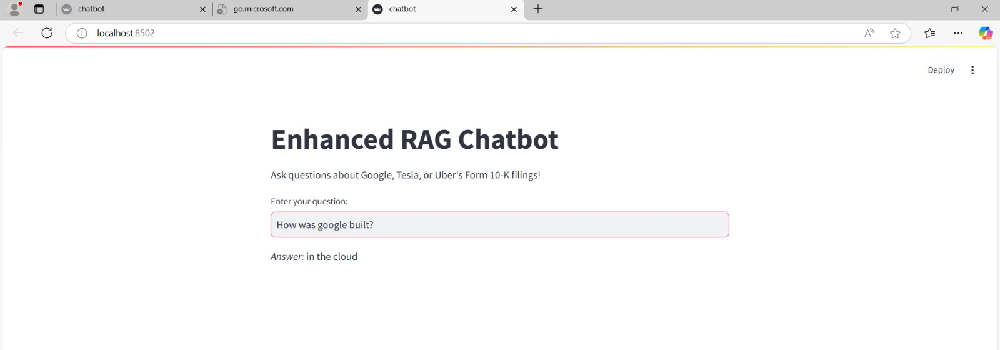 chatbot
go.microsoft.com
chatbot
localhost:8502
Deploy
Enhanced RAG Chatbot
Ask questions about Google, Tesla, or Uber's Form 10-K filings!
Enter your question:
How was google built?
Answer: in the cloud